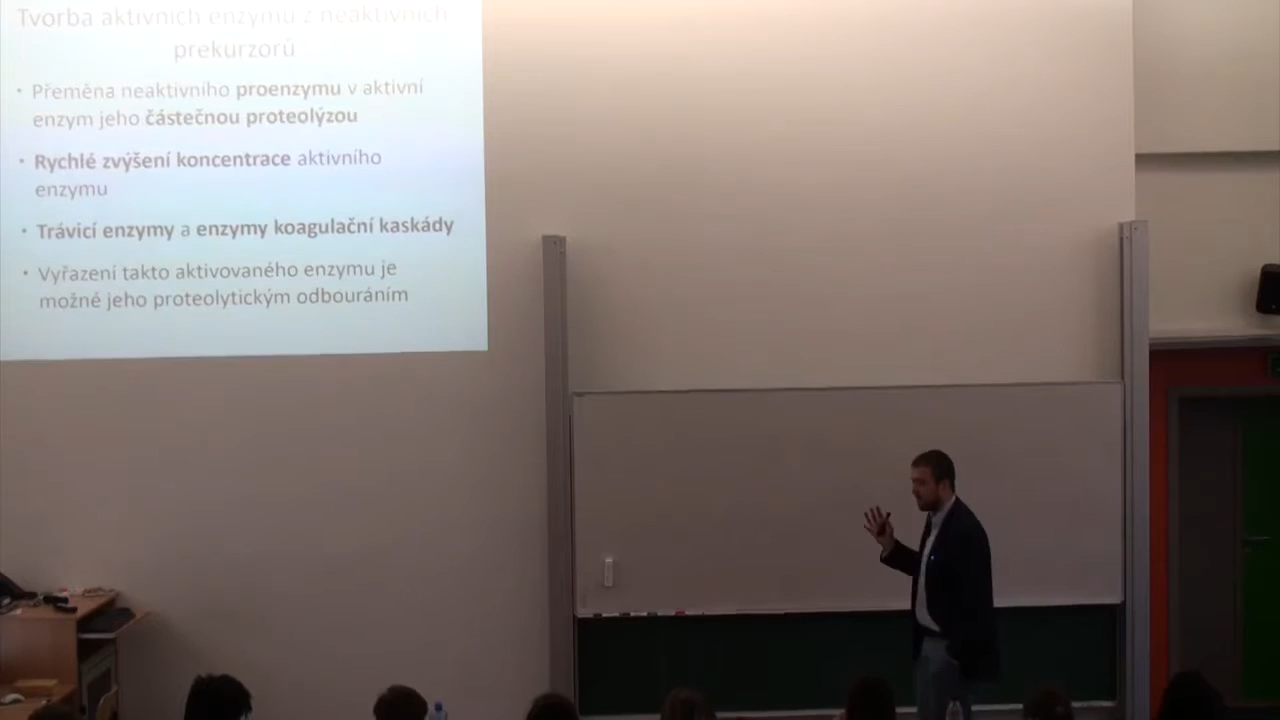 Tvorba aktivních enzymů z neaktivních
prekurzorů
• Přeměna neaktivního proenzymu v aktivní
enzym jeho částečnou proteolýzou
• Rychlé zvýšení koncentrace aktivního
enzymu
• Trávicí enzymy a enzymy koagulační kaskády
• Vyřazení takto aktivovaného enzymu je
možné jeho proteolytickým odbouráním